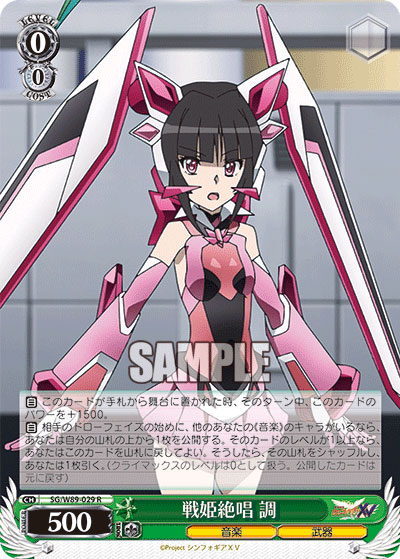 LEVEL
0
0
COST
SAMPLE
自 このカードが手札から舞台に置かれた時、そのターン中、このカードの
パワーを+1500。
自 相手のドローフェイズの始めに、他のあなたの《音楽》のキャラがいるなら、
あなたは自分の山札の上から1枚を公開する。そのカードのレベルが1以上なら、
あなたはこのカードを山札に戻してよい。そうしたら、その山札をシャッフルし、
あなたは1枚引く。(クライマックスのレベルは0として扱う。公開したカードは
元に戻す)
CH SG/W89-029 R
500
戦姫絶唱 調
XV
音楽 武器
©Project シンフォギアXV